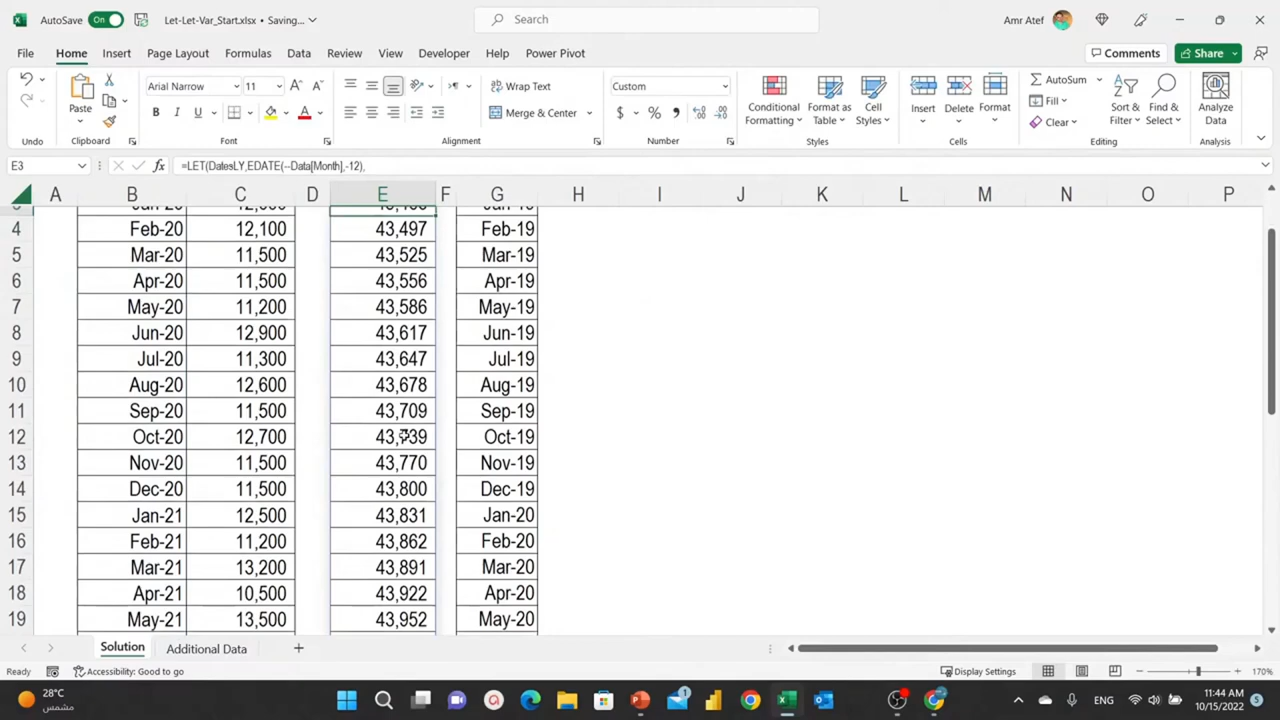 AutoSave On Let-Let-Var_Start.xlsx • Saving... Search Amr Atef
File Home Insert Page Layout Formulas Data Review View Developer Help Power Pivot Comments Share
Arial Narrow 11 Wrap Text Custom AutoSum
Paste B I U A Merge & Center $ % Conditional Formatting Format as Table Cell Styles Insert Delete Format Fill Clear Sort & Filter Find & Select Analyze Data
Undo Clipboard Font Alignment Number Styles Cells Editing Analysis
E3 fx =LET(DatesLY,EDATE(--Data[Month],-12),
A B C D E F G H I J K L M N O P
4 Feb-20 12,100 43,497 Feb-19
5 Mar-20 11,500 43,525 Mar-19
6 Apr-20 11,500 43,556 Apr-19
7 May-20 11,200 43,586 May-19
8 Jun-20 12,900 43,617 Jun-19
9 Jul-20 11,300 43,647 Jul-19
10 Aug-20 12,600 43,678 Aug-19
11 Sep-20 11,500 43,709 Sep-19
12 Oct-20 12,700 43,739 Oct-19
13 Nov-20 11,500 43,770 Nov-19
14 Dec-20 11,500 43,800 Dec-19
15 Jan-21 12,500 43,831 Jan-20
16 Feb-21 11,200 43,862 Feb-20
17 Mar-21 13,200 43,891 Mar-20
18 Apr-21 10,500 43,922 Apr-20
19 May-21 13,500 43,952 May-20
Solution Additional Data
Ready Accessibility: Good to go Display Settings 170%
28°C
مشمس
ENG 11:44 AM
10/15/2022 5